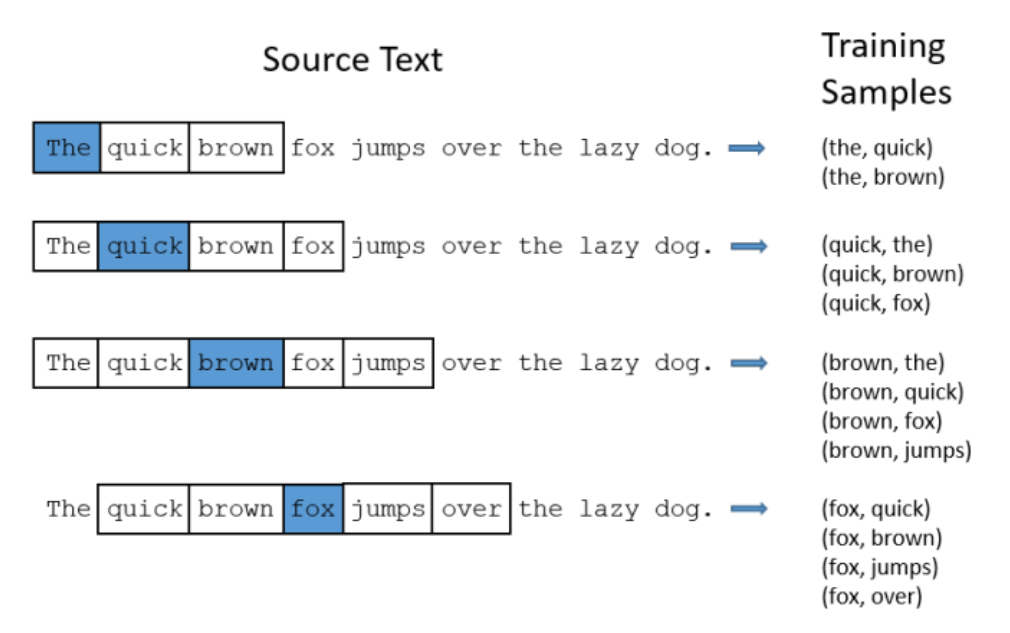 Source Text
Training
Samples
The quick brown fox jumps over the lazy dog.
(the, quick)
(the, brown)
The quick brown fox jumps over the lazy dog.
(quick, the)
(quick, brown)
(quick, fox)
The quick brown fox jumps over the lazy dog.
(brown, the)
(brown, quick)
(brown, fox)
(brown, jumps)
The quick brown fox jumps over the lazy dog.
(fox, quick)
(fox, brown)
(fox, jumps)
(fox, over)